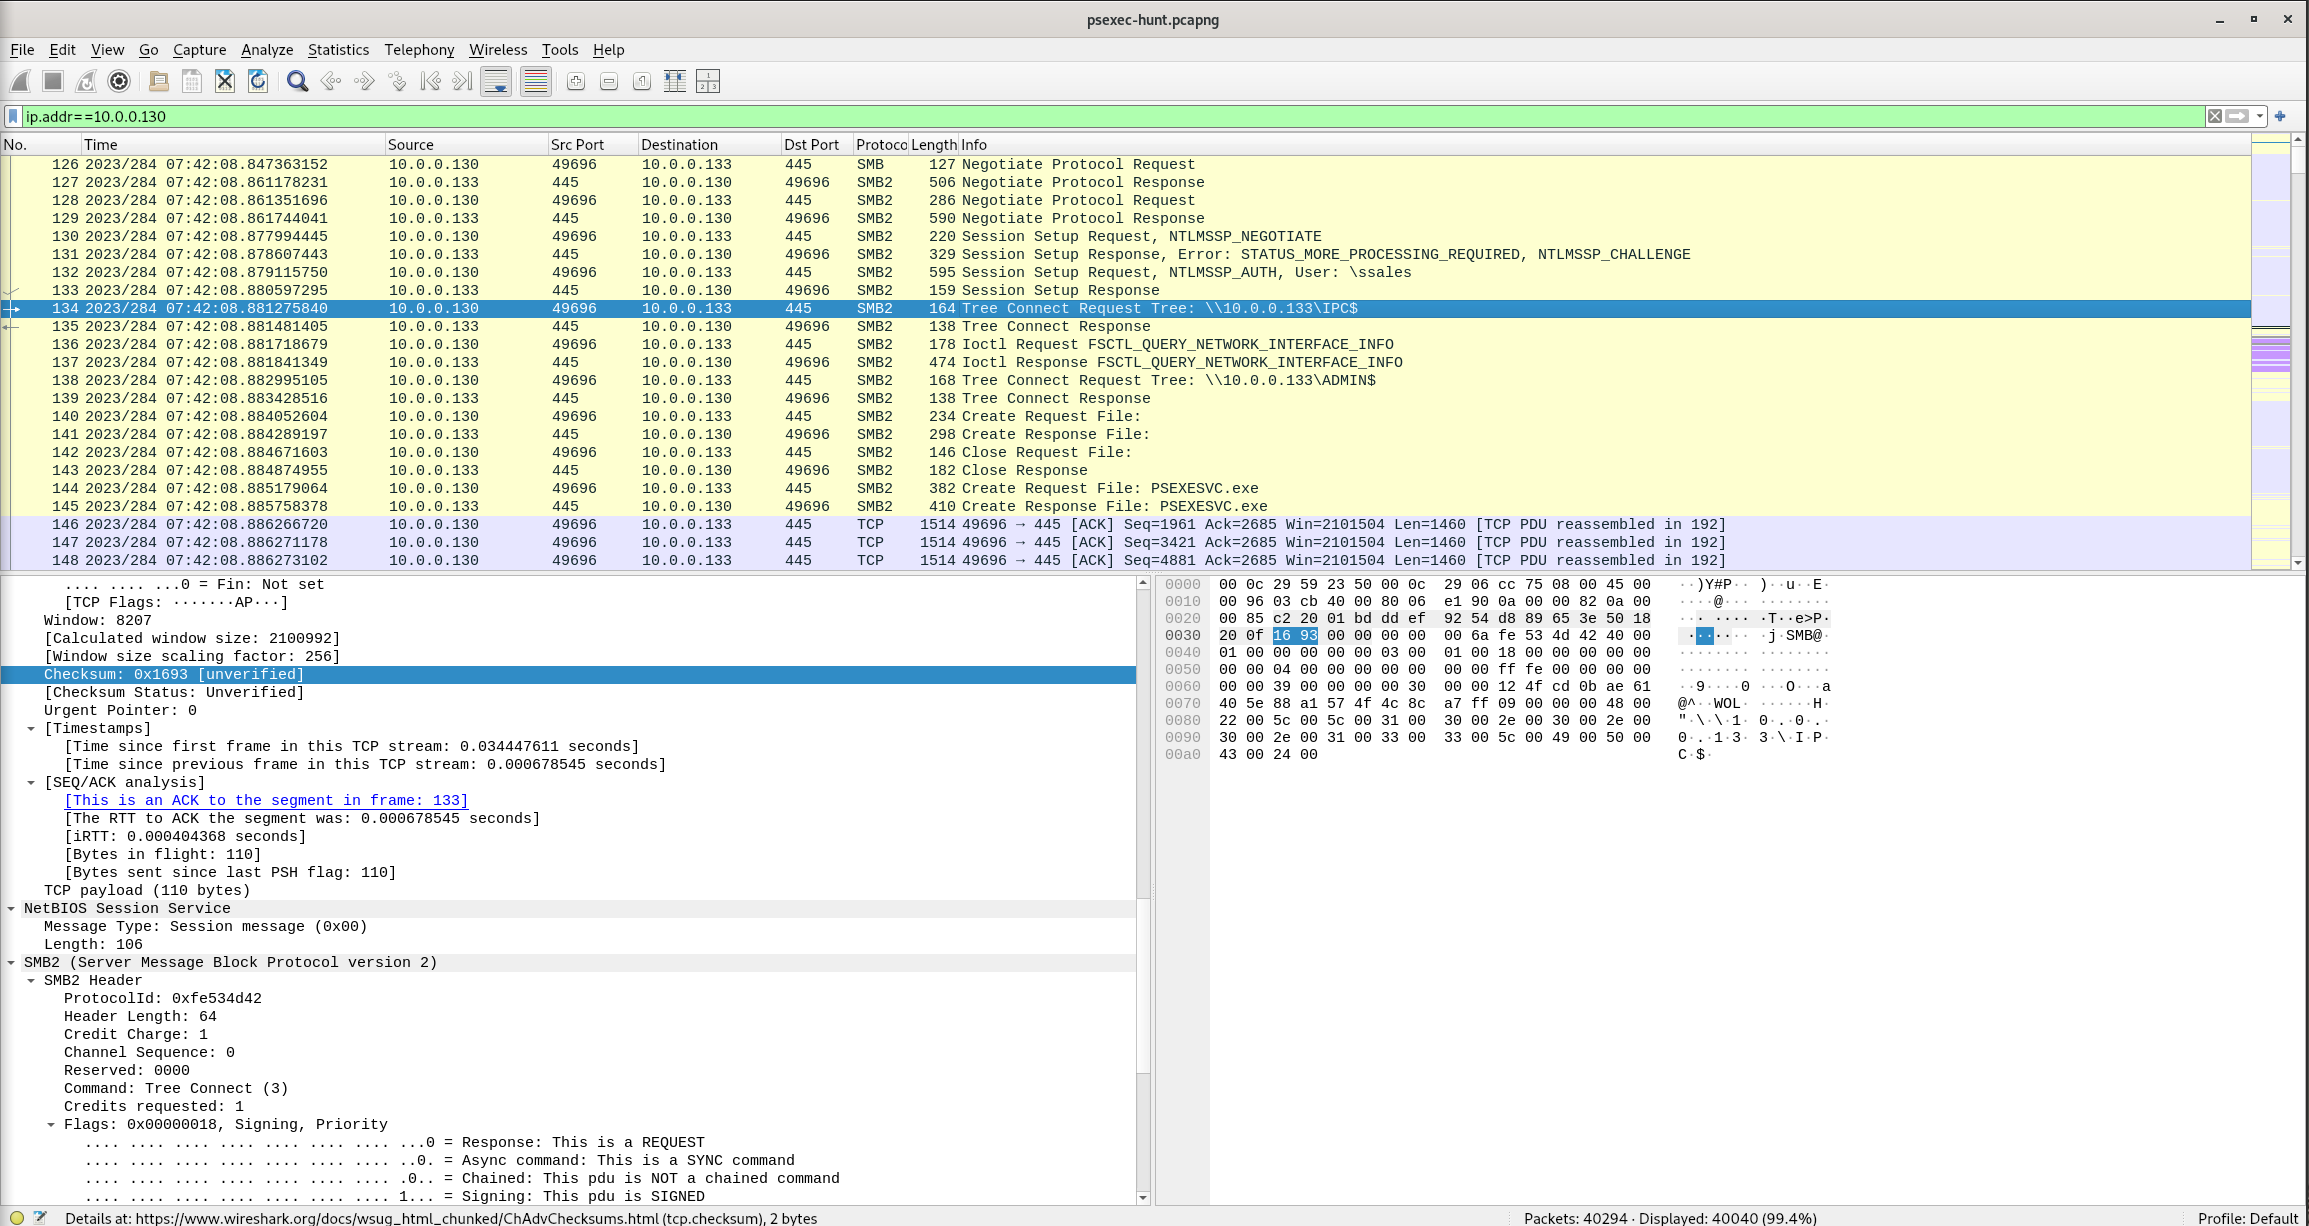 psexec-hunt.pcapng
File Edit View Go Capture Analyze Statistics Telephony Wireless Tools Help
ip.addr==10.0.0.130
No. Time Source Src Port Destination Dst Port Protoco Length Info
126 2023/284 07:42:08.847363152 10.0.0.130 49696 10.0.0.133 445 SMB 127 Negotiate Protocol Request
127 2023/284 07:42:08.861178231 10.0.0.133 445 10.0.0.130 49696 SMB2 506 Negotiate Protocol Response
128 2023/284 07:42:08.861351696 10.0.0.130 49696 10.0.0.133 445 SMB2 286 Negotiate Protocol Request
129 2023/284 07:42:08.861744041 10.0.0.133 445 10.0.0.130 49696 SMB2 590 Negotiate Protocol Response
130 2023/284 07:42:08.877994445 10.0.0.130 49696 10.0.0.133 445 SMB2 220 Session Setup Request, NTLMSSP_NEGOTIATE
131 2023/284 07:42:08.878607443 10.0.0.133 445 10.0.0.130 49696 SMB2 329 Session Setup Response, Error: STATUS_MORE_PROCESSING_REQUIRED, NTLMSSP_CHALLENGE
132 2023/284 07:42:08.879115750 10.0.0.130 49696 10.0.0.133 445 SMB2 595 Session Setup Request, NTLMSSP_AUTH, User: \ssales
133 2023/284 07:42:08.880597295 10.0.0.133 445 10.0.0.130 49696 SMB2 159 Session Setup Response
134 2023/284 07:42:08.881275840 10.0.0.130 49696 10.0.0.133 445 SMB2 164 Tree Connect Request Tree: \\10.0.0.133\IPC$
135 2023/284 07:42:08.881481405 10.0.0.133 445 10.0.0.130 49696 SMB2 138 Tree Connect Response
136 2023/284 07:42:08.881718679 10.0.0.130 49696 10.0.0.133 445 SMB2 178 Ioctl Request FSCTL_QUERY_NETWORK_INTERFACE_INFO
137 2023/284 07:42:08.881841349 10.0.0.133 445 10.0.0.130 49696 SMB2 474 Ioctl Response FSCTL_QUERY_NETWORK_INTERFACE_INFO
138 2023/284 07:42:08.882995105 10.0.0.130 49696 10.0.0.133 445 SMB2 168 Tree Connect Request Tree: \\10.0.0.133\ADMIN$
139 2023/284 07:42:08.883428516 10.0.0.133 445 10.0.0.130 49696 SMB2 138 Tree Connect Response
140 2023/284 07:42:08.884052604 10.0.0.130 49696 10.0.0.133 445 SMB2 234 Create Request File:
141 2023/284 07:42:08.884289197 10.0.0.133 445 10.0.0.130 49696 SMB2 298 Create Response File:
142 2023/284 07:42:08.884671603 10.0.0.130 49696 10.0.0.133 445 SMB2 146 Close Request File:
143 2023/284 07:42:08.884874955 10.0.0.133 445 10.0.0.130 49696 SMB2 182 Close Response
144 2023/284 07:42:08.885179064 10.0.0.130 49696 10.0.0.133 445 SMB2 382 Create Request File: PSEXESVC.exe
145 2023/284 07:42:08.885758378 10.0.0.133 445 10.0.0.130 49696 SMB2 410 Create Response File: PSEXESVC.exe
146 2023/284 07:42:08.886266720 10.0.0.130 49696 10.0.0.133 445 TCP 1514 49696 → 445 [ACK] Seq=1961 Ack=2685 Win=2101504 Len=1460 [TCP PDU reassembled in 192]
147 2023/284 07:42:08.886271178 10.0.0.130 49696 10.0.0.133 445 TCP 1514 49696 → 445 [ACK] Seq=3421 Ack=2685 Win=2101504 Len=1460 [TCP PDU reassembled in 192]
148 2023/284 07:42:08.886273102 10.0.0.130 49696 10.0.0.133 445 TCP 1514 49696 → 445 [ACK] Seq=4881 Ack=2685 Win=2101504 Len=1460 [TCP PDU reassembled in 192]
.... .... ...0 = Fin: Not set
[TCP Flags: ·······AP···]
Window: 8207
[Calculated window size: 2100992]
[Window size scaling factor: 256]
Checksum: 0x1693 [unverified]
[Checksum Status: Unverified]
Urgent Pointer: 0
[Timestamps]
[Time since first frame in this TCP stream: 0.034447611 seconds]
[Time since previous frame in this TCP stream: 0.000678545 seconds]
[SEQ/ACK analysis]
[This is an ACK to the segment in frame: 133]
[The RTT to ACK the segment was: 0.000678545 seconds]
[iRTT: 0.000404368 seconds]
[Bytes in flight: 110]
[Bytes sent since last PSH flag: 110]
TCP payload (110 bytes)
NetBIOS Session Service
Message Type: Session message (0x00)
Length: 106
SMB2 (Server Message Block Protocol version 2)
SMB2 Header
ProtocolId: 0xfe534d42
Header Length: 64
Credit Charge: 1
Channel Sequence: 0
Reserved: 0000
Command: Tree Connect (3)
Credits requested: 1
Flags: 0x00000018, Signing, Priority
.... .... .... .... .... .... .... ...0 = Response: This is a REQUEST
.... .... .... .... .... .... .... ..0. = Async command: This is a SYNC command
.... .... .... .... .... .... .... .0.. = Chained: This pdu is NOT a chained command
.... .... .... .... .... .... .... 1... = Signing: This pdu is SIGNED
0000 00 0c 29 59 23 50 00 0c 29 06 cc 75 08 00 45 00 ··)Y#P·· )··u··E·
0010 00 96 03 cb 40 00 80 06 e1 90 0a 00 00 82 0a 00 ····@··· ········
0020 00 85 c2 20 01 bd dd ef 92 54 d8 89 65 3e 50 18 ··· ···· ·T··e>P·
0030 20 0f 16 93 00 00 00 00 00 6a fe 53 4d 42 40 00 ······· ·j·SMB@·
0040 01 00 00 00 00 00 03 00 01 00 18 00 00 00 00 00 ········ ········
0050 00 00 04 00 00 00 00 00 00 00 ff fe 00 00 00 00 ········ ········
0060 00 00 39 00 00 00 00 30 00 00 12 4f cd 0b ae 61 ··9····0 ···O···a
0070 40 5e 88 a1 57 4f 4c 8c a7 ff 09 00 00 00 48 00 @^··WOL· ······H·
0080 22 00 5c 00 5c 00 31 00 30 00 2e 00 30 00 2e 00 "·\·\·1· 0·.·0·.·
0090 30 00 2e 00 31 00 33 00 33 00 5c 00 49 00 50 00 0·.·1·3· 3·\·I·P·
00a0 43 00 24 00 C·$·
Details at: https://www.wireshark.org/docs/wsug_html_chunked/ChAdvChecksums.html (tcp.checksum), 2 bytes Packets: 40294 · Displayed: 40040 (99.4%) Profile: Default